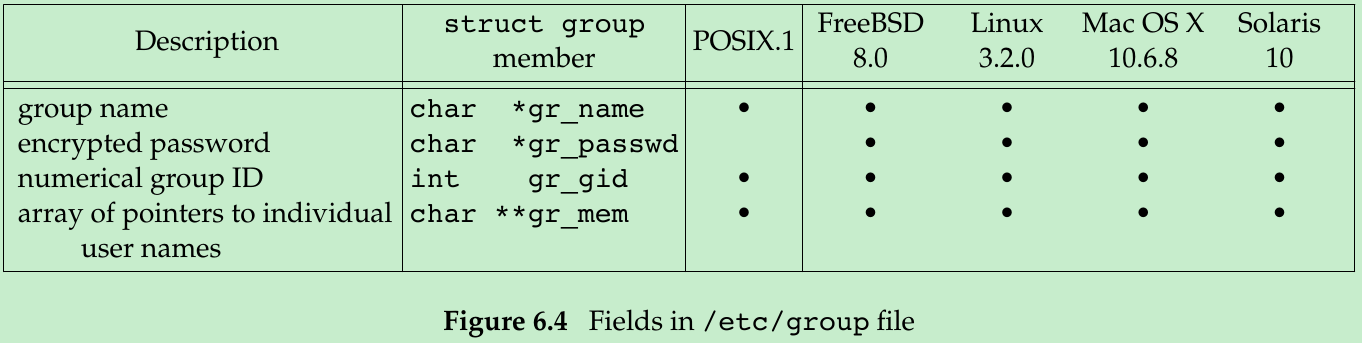 Description struct group member POSIX.1 FreeBSD 8.0 Linux 3.2.0 Mac OS X 10.6.8 Solaris 10
group name char *gr_name • • • • •
encrypted password char *gr_passwd • • • •
numerical group ID int gr_gid • • • • •
array of pointers to individual char **gr_mem • • • • •
user names
Figure 6.4 Fields in /etc/group file